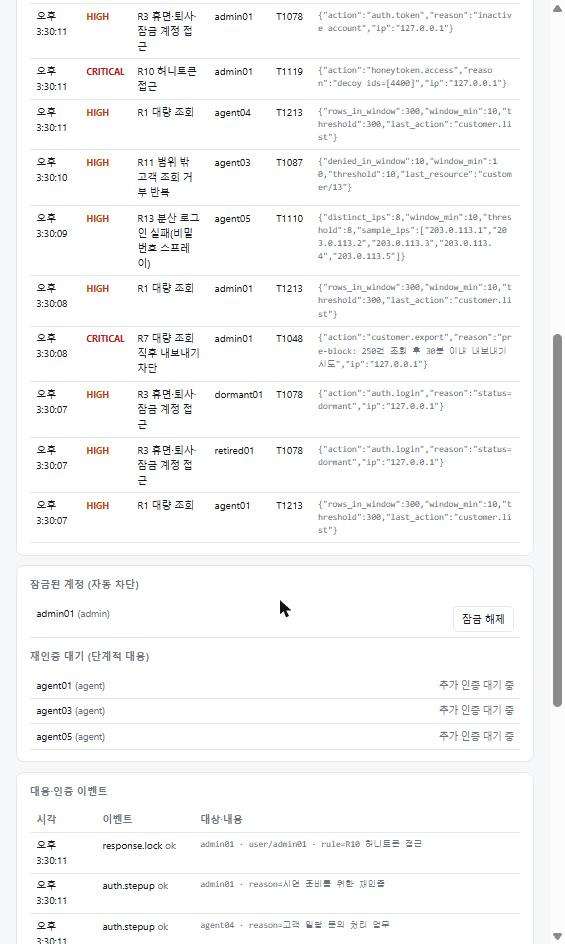 오후
3:30:11
HIGH
R3 휴면·퇴사·
잠금 계정 접
근
admin01
T1078
{"action":"auth.token","reason":"inactiv
e account","ip":"127.0.0.1"}
오후
3:30:11
CRITICAL
R10 허니토큰
접근
admin01
T1119
{"action":"honeytoken.access","reaso
n":"decoy ids=[4400]","ip":"127.0.0.1"}
오후
3:30:11
HIGH
R1 대량 조회
agent04
T1213
{"rows_in_window":300,"window_min":10,"t
hreshold":300,"last_action":"customer.li
st"}
오후
3:30:10
HIGH
R11 범위 밖
고객 조회 거
부 반복
agent03
T1087
{"denied_in_window":10,"window_min":1
0,"threshold":10,"last_resource":"custom
er/13"}
오후
3:30:09
HIGH
R13 분산 로그
인 실패(비밀
번호 스프레
이)
agent05
T1110
{"distinct_ips":8,"window_min":10,"thres
hold":8,"sample_ips":["203.0.113.1","20
3.0.113.2","203.0.113.3","203.0.113.
4","203.0.113.5"]}
오후
3:30:08
HIGH
R1 대량 조회
admin01
T1213
{"rows_in_window":300,"window_min":10,"t
hreshold":300,"last_action":"customer.li
st"}
오후
3:30:08
CRITICAL
R7 대량 조회
직후 내보내기
차단
admin01
T1048
{"action":"customer.export","reason":"pr
e-block: 250건 조회 후 30분 이내 내보내기
시도","ip":"127.0.0.1"}
오후
3:30:07
HIGH
R3 휴면·퇴사·
잠금 계정 접
근
dormant01
T1078
{"action":"auth.login","reason":"status=
dormant","ip":"127.0.0.1"}
오후
3:30:07
HIGH
R3 휴면·퇴사·
잠금 계정 접
근
retired01
T1078
{"action":"auth.login","reason":"status=
dormant","ip":"127.0.0.1"}
오후
3:30:07
HIGH
R1 대량 조회
agent01
T1213
{"rows_in_window":300,"window_min":10,"t
hreshold":300,"last_action":"customer.li
st"}
잠금된 계정 (자동 차단)
admin01 (admin)
잠금 해제
재인증 대기 (단계적 대응)
agent01 (agent)
추가 인증 대기 중
agent03 (agent)
추가 인증 대기 중
agent05 (agent)
추가 인증 대기 중
대응·인증 이벤트
시각
이벤트
대상·내용
오후
3:30:11
response.lock ok
admin01 · user/admin01 · rule=R10 허니토큰 접근
오후
3:30:11
auth.stepup ok
admin01 · reason=시연 준비를 위한 재인증
오후
3:30:11
auth.stepup ok
agent04 · reason=고객 일괄 문의 처리 업무